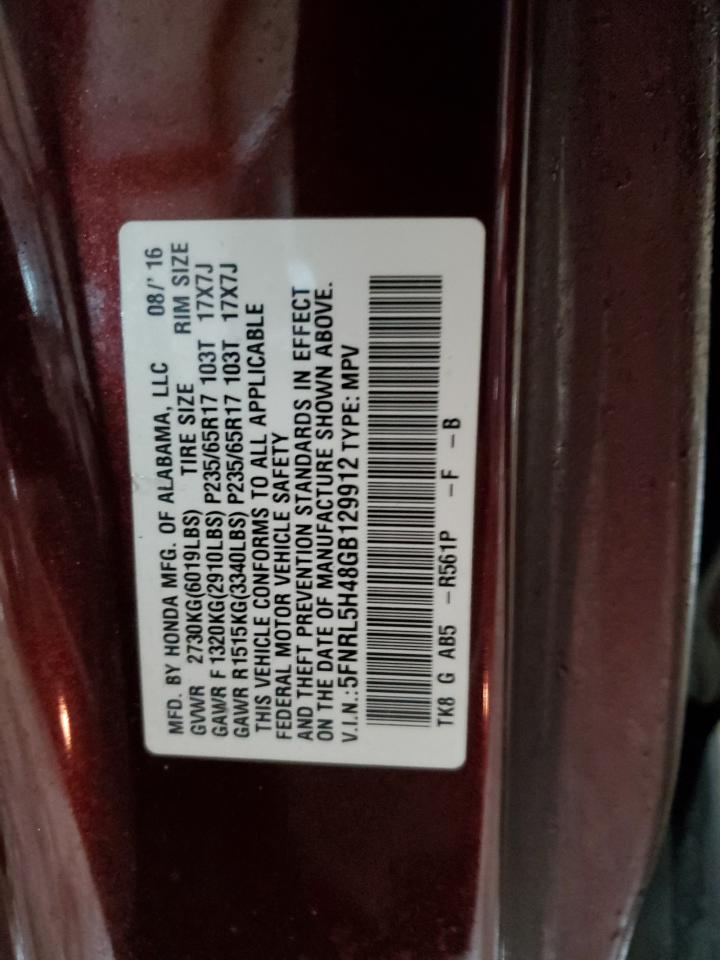 MFD. BY HONDA MFG. OF ALABAMA, LLC 08/' 16
GVWR 2730KG(6019LBS) TIRE SIZE RIM SIZE
GAWR F 1320KG(2910LBS) P235/65R17 103T 17X7J
GAWR R1515KG(3340LBS) P235/65R17 103T 17X7J
THIS VEHICLE CONFORMS TO ALL APPLICABLE
FEDERAL MOTOR VEHICLE SAFETY
AND THEFT PREVENTION STANDARDS IN EFFECT
ON THE DATE OF MANUFACTURE SHOWN ABOVE.
V.I.N.:5FNRL5H48GB129912 TYPE: MPV
TK8 G AB5 -R561P -F -B